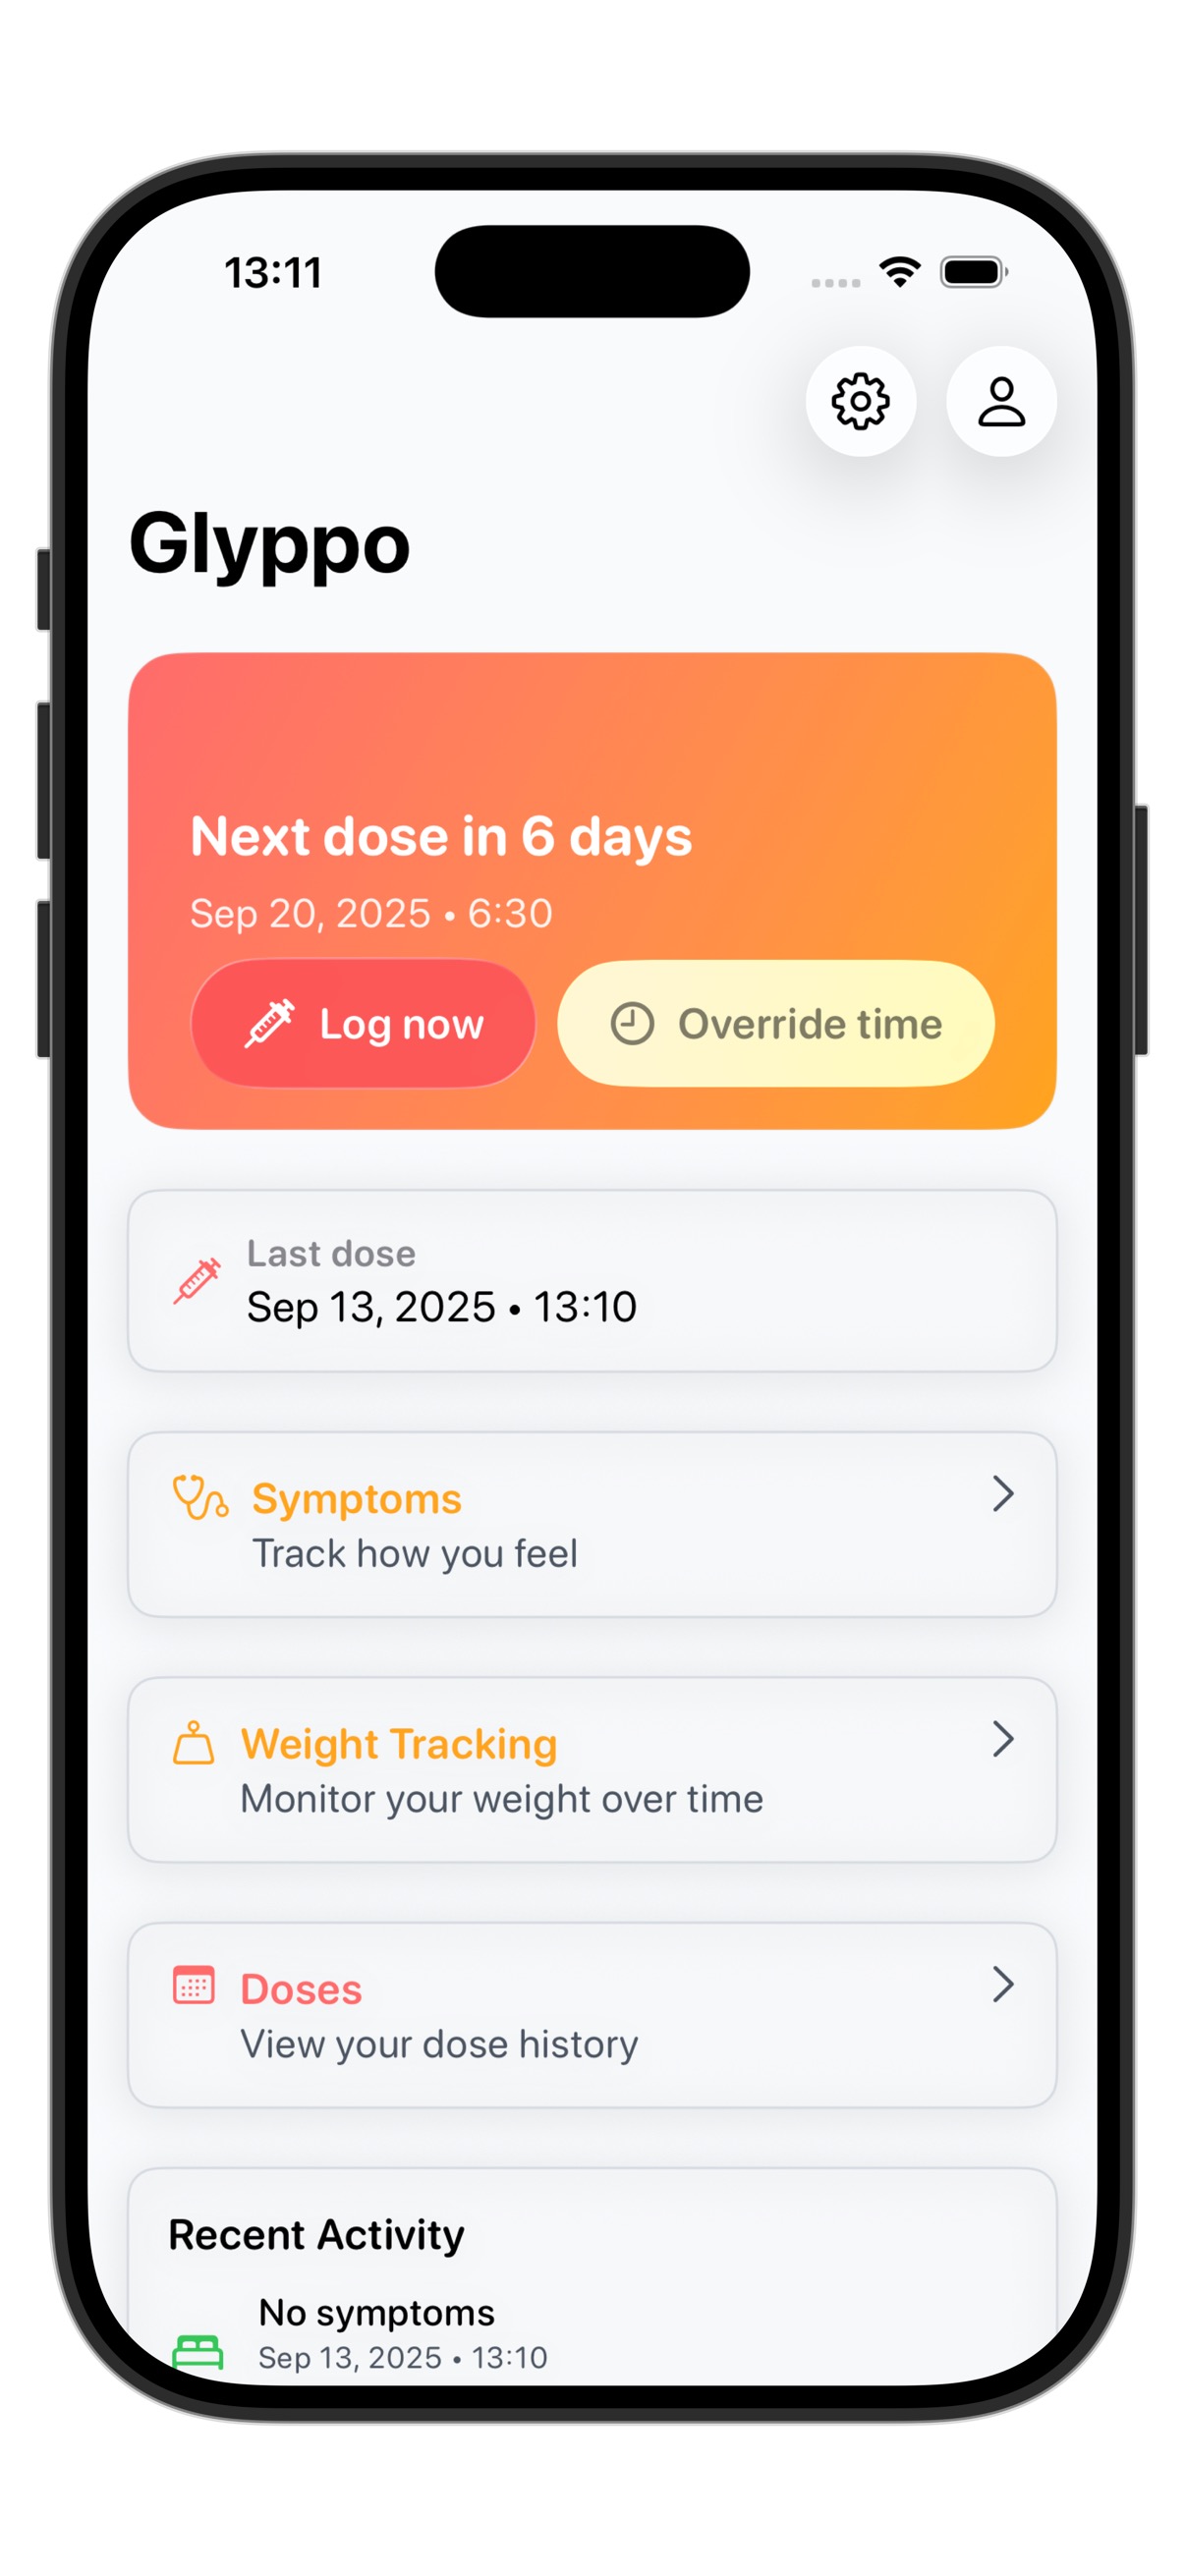 13:11
Glyppo
Next dose in 6 days
Sep 20, 2025 • 6:30
Log now
Override time
Last dose
Sep 13, 2025 • 13:10
Symptoms
Track how you feel
Weight Tracking
Monitor your weight over time
Doses
View your dose history
Recent Activity
No symptoms
Sep 13, 2025 • 13:10